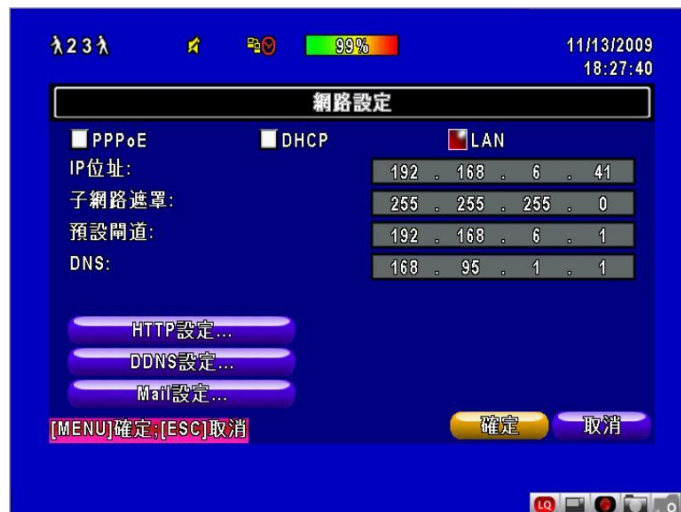 23
99%
11/13/2009
18:27:40
網路設定
PPPoE
DHCP
LAN
IP位址:
192 . 168 . 6 . 41
子網路遮罩:
255 . 255 . 255 . 0
預設閘道:
192 . 168 . 6 . 1
DNS:
168 . 95 . 1 . 1
HTTP設定...
DDNS設定...
Mail設定...
[MENU]確定;[ESC]取消
確定
取消
LQ